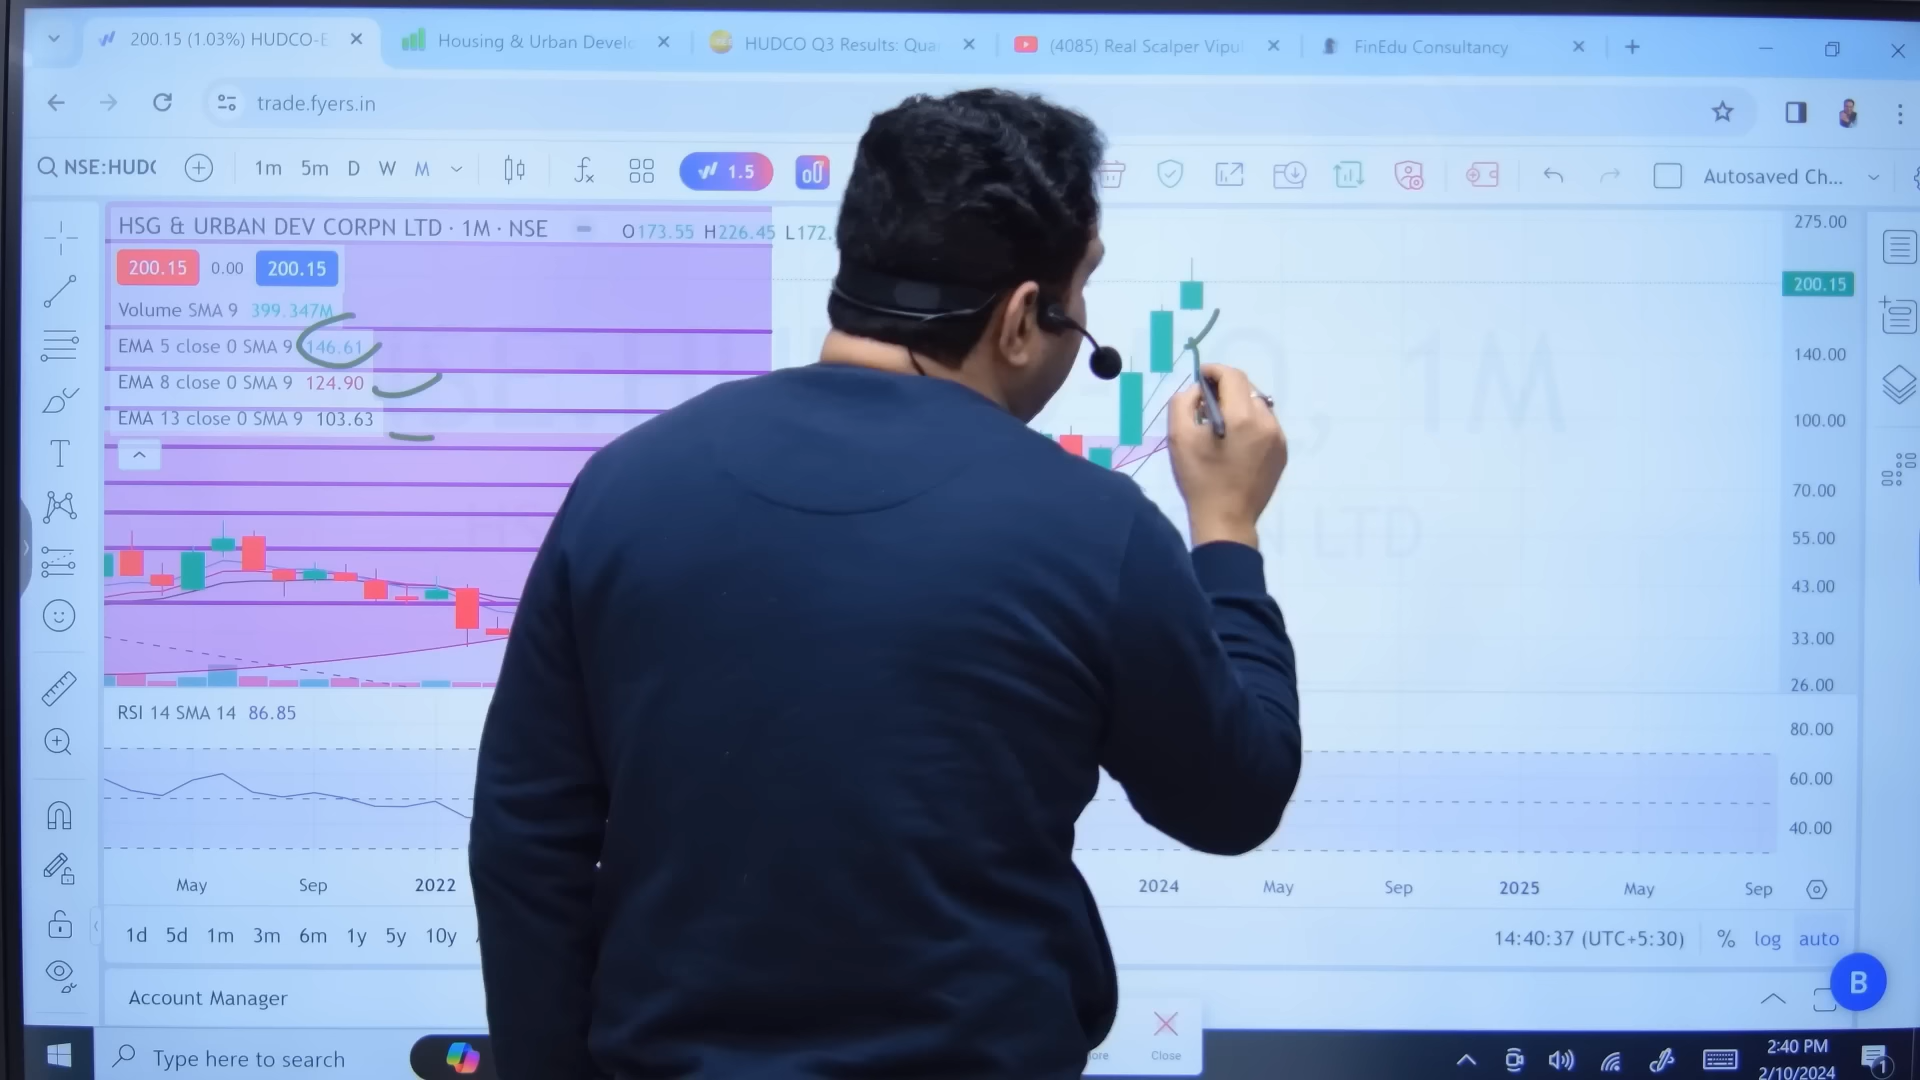 200.15 (1.03%) HUDCO-E
Housing & Urban Develo
HUDCO Q3 Results: Qua
(4085) Real Scalper Vipul
FinEdu Consultancy
trade.fyers.in
NSE:HUDC
1m 5m D W M
1.5
Autosaved Ch...
HSG & URBAN DEV CORPN LTD · 1M · NSE
O173.55 H226.45 L172.
200.15 0.00 200.15
Volume SMA 9 399.347M
EMA 5 close 0 SMA 9 146.61
EMA 8 close 0 SMA 9 124.90
EMA 13 close 0 SMA 9 103.63
, 1M
LTD
275.00
200.15
140.00
100.00
70.00
55.00
43.00
33.00
26.00
RSI 14 SMA 14 86.85
80.00
60.00
40.00
May Sep 2022 2024 May Sep 2025 May Sep
1d 5d 1m 3m 6m 1y 5y 10y
14:40:37 (UTC+5:30) % log auto
B
Account Manager
Close
Type here to search
2:40 PM
2/10/2024
1